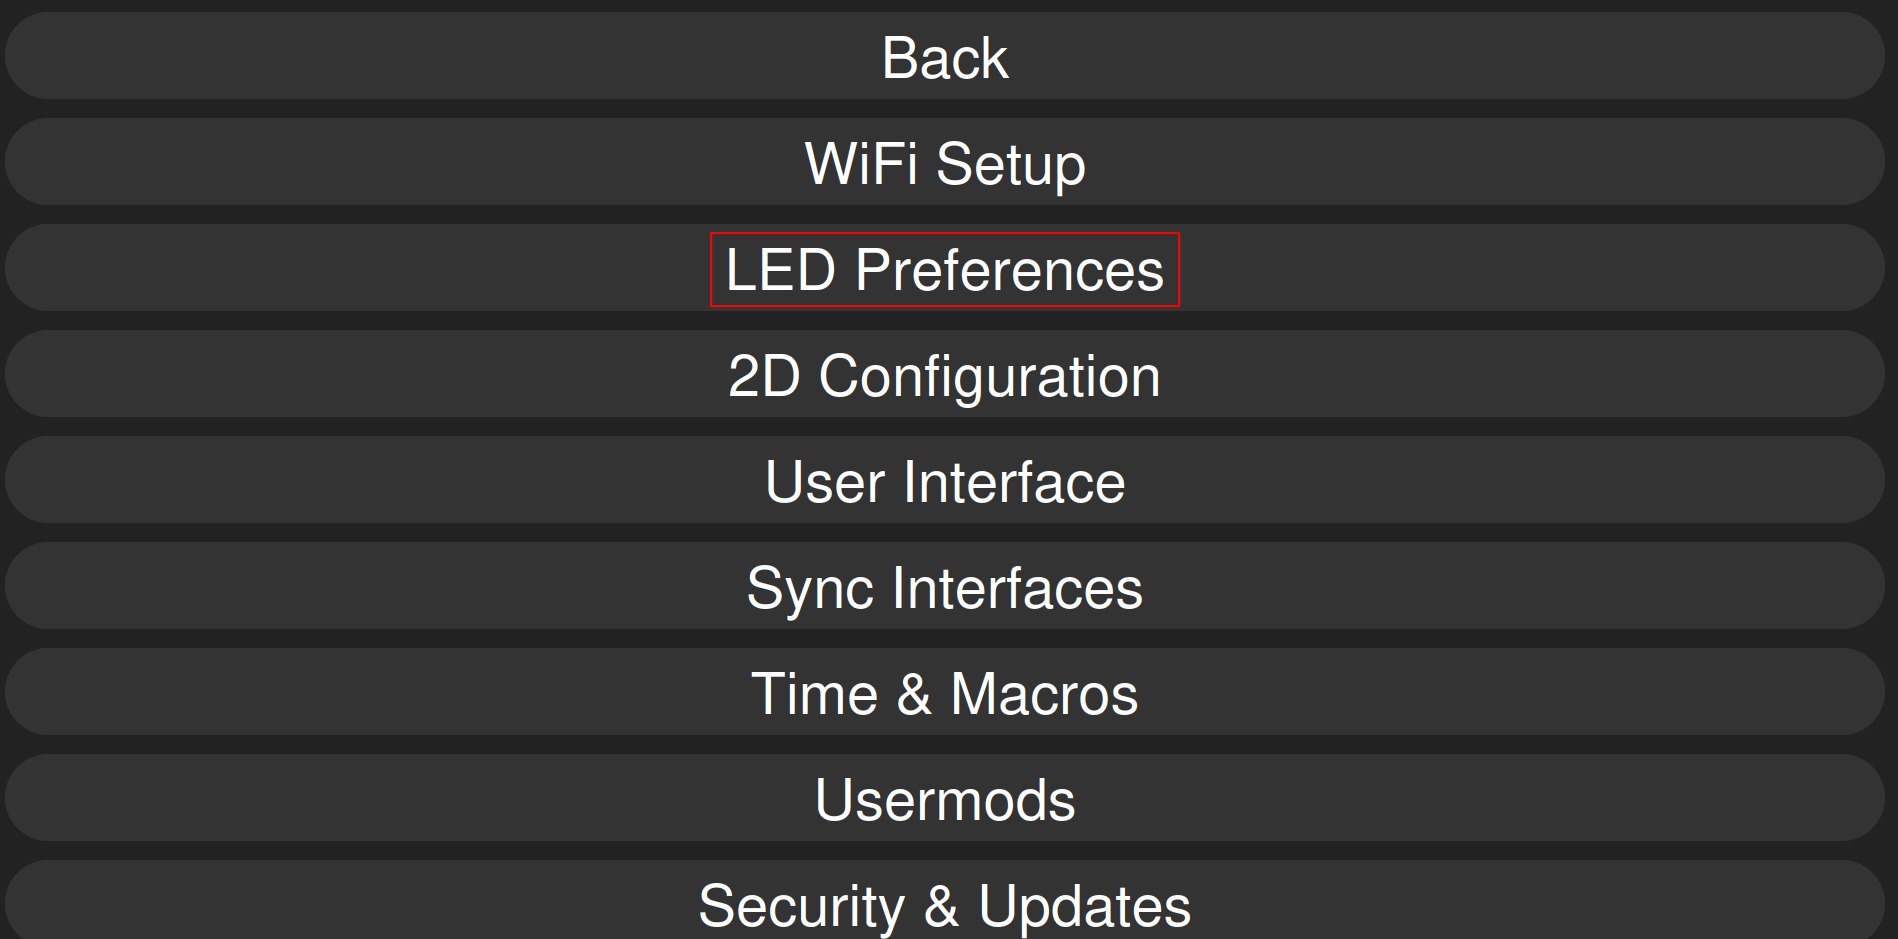 Back
WiFi Setup
LED Preferences
2D Configuration
User Interface
Sync Interfaces
Time & Macros
Usermods
Security & Updates